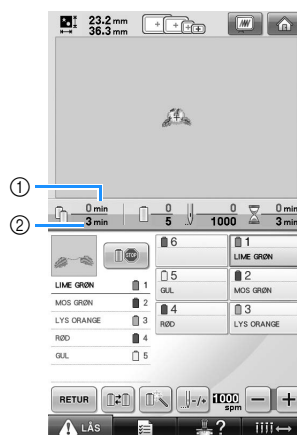 23.2 mm
36.3 mm
① 0 min 0 0 0 min
② 3 min 5 1000 3 min
6 1
LIME GRØN
5 2
GUL MOS GRØN
LIME GRØN 1
MOS GRØN 2
4 3
RØD LYS ORANGE
LYS ORANGE 3
RØD 4
GUL 5
RETUR -/+ 1000 spm - +
LÅS ?